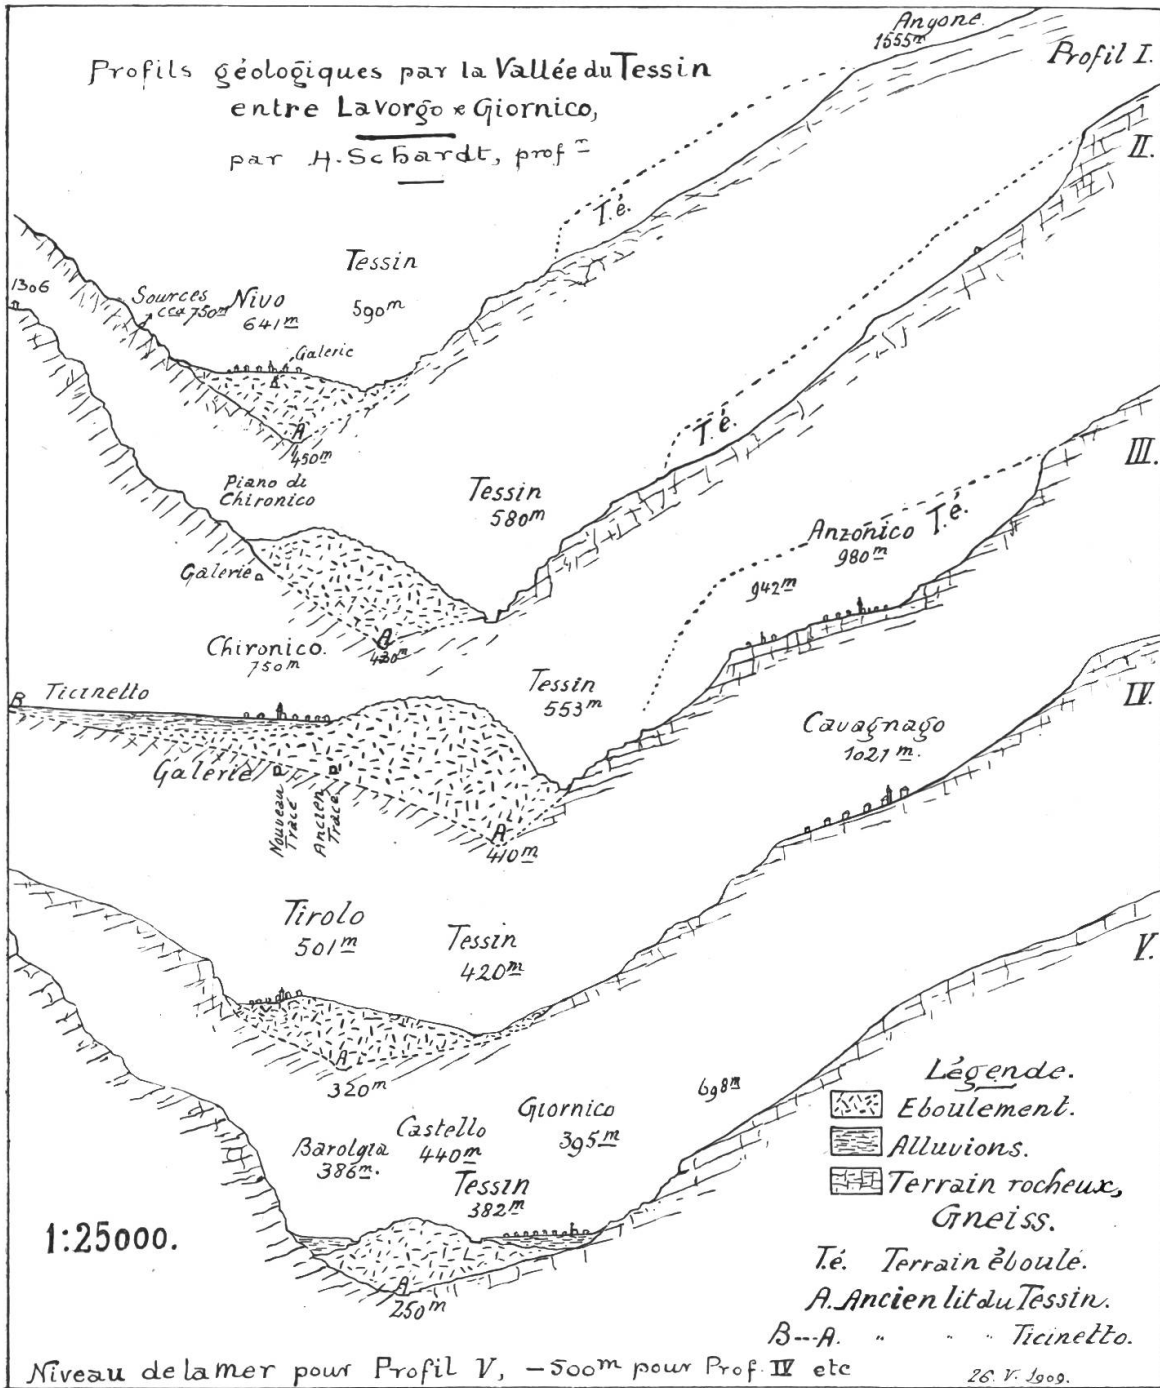 Profils géologiques par la Vallée du Tessin
entre Lavorgo & Giornico,
par H. Schardt, prof.r
Anyone.
1555m
Profil I.
T.é.
Tessin
590m
Sources
cca 750m
Nivo
641m
Galerie
A
450m
II.
1306
T.é.
Tessin
580m
Piano di
Chironico
Galerie
A
430m
III.
Anzonico
980m
T.é.
942m
Chironico.
750m
Tessin
553m
B
Ticinetto
Galerie
Nouveau
Tracé
Ancien
Tracé
A
410m
IV.
Cavagnago
1021m.
Tirolo
501m
Tessin
420m
A
320m
V.
698m
Giornico
395m
Castello
440m
Barolgia
386m.
Tessin
382m
A
250m
1:25000.
Légende.
Eboulement.
Alluvions.
Terrain rocheux,
Gneiss.
T.é. Terrain éboulé.
A. Ancien lit du Tessin.
B---A. " " " Ticinetto.
Niveau de la mer pour Profil V, -500m pour Prof. IV etc
26. V. 1909.